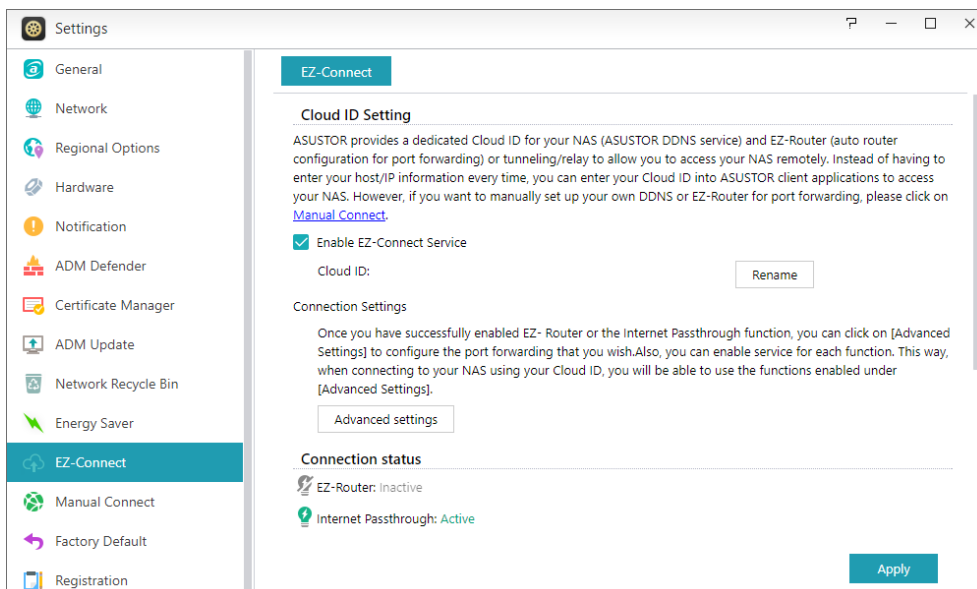 Settings
General
Network
Regional Options
Hardware
Notification
ADM Defender
Certificate Manager
ADM Update
Network Recycle Bin
Energy Saver
EZ-Connect
Manual Connect
Factory Default
Registration
EZ-Connect
Cloud ID Setting
ASUSTOR provides a dedicated Cloud ID for your NAS (ASUSTOR DDNS service) and EZ-Router (auto router
configuration for port forwarding) or tunneling/relay to allow you to access your NAS remotely. Instead of having to
enter your host/IP information every time, you can enter your Cloud ID into ASUSTOR client applications to access
your NAS. However, if you want to manually set up your own DDNS or EZ-Router for port forwarding, please click on
Manual Connect.
Enable EZ-Connect Service
Cloud ID:
Rename
Connection Settings
Once you have successfully enabled EZ- Router or the Internet Passthrough function, you can click on [Advanced
Settings] to configure the port forwarding that you wish.Also, you can enable service for each function. This way,
when connecting to your NAS using your Cloud ID, you will be able to use the functions enabled under
[Advanced Settings].
Advanced settings
Connection status
EZ-Router: Inactive
Internet Passthrough: Active
Apply